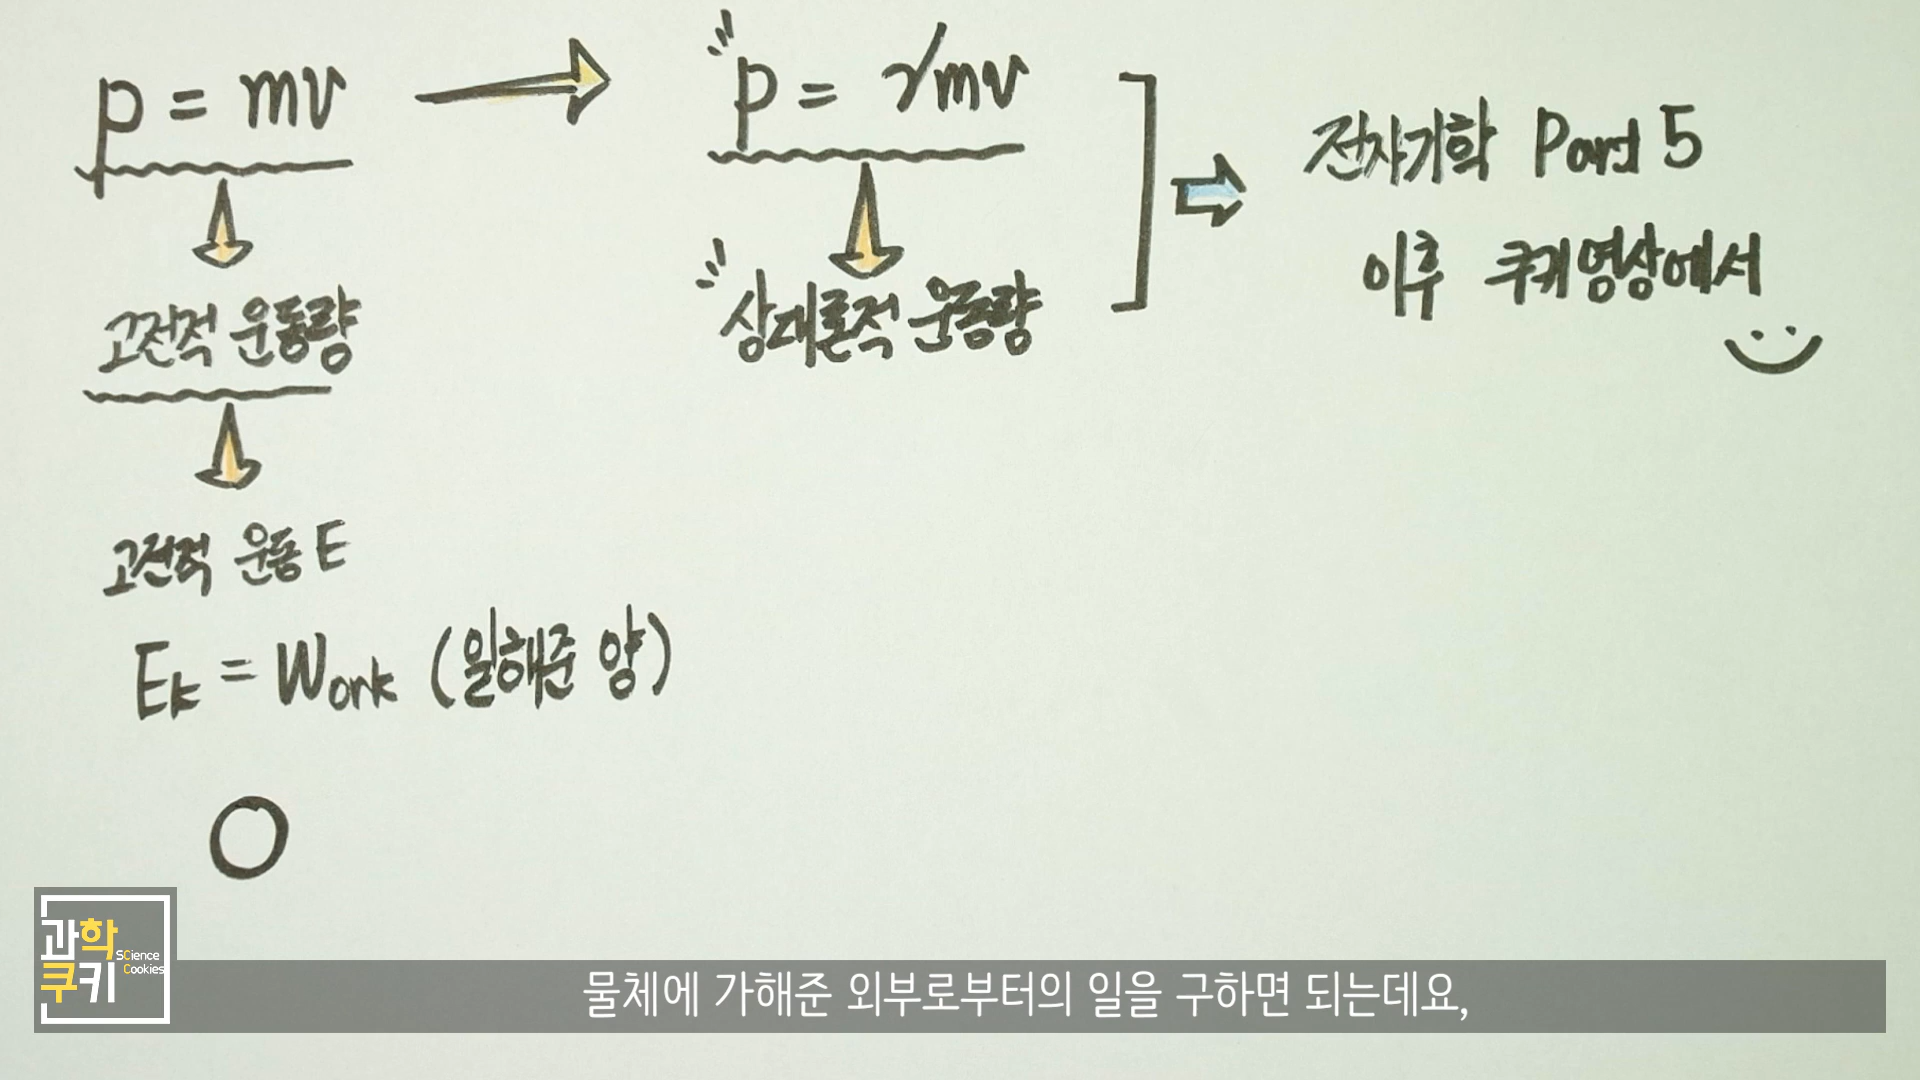 p = mv
p = γmv
전자기학 Part 5
이후 쿠키영상에서
고전적 운동량
상대론적 운동량
고전적 운동 E
Ek = Work (일해준 양)
과학
쿠키
Science
Cookies
물체에 가해준 외부로부터의 일을 구하면 되는데요,